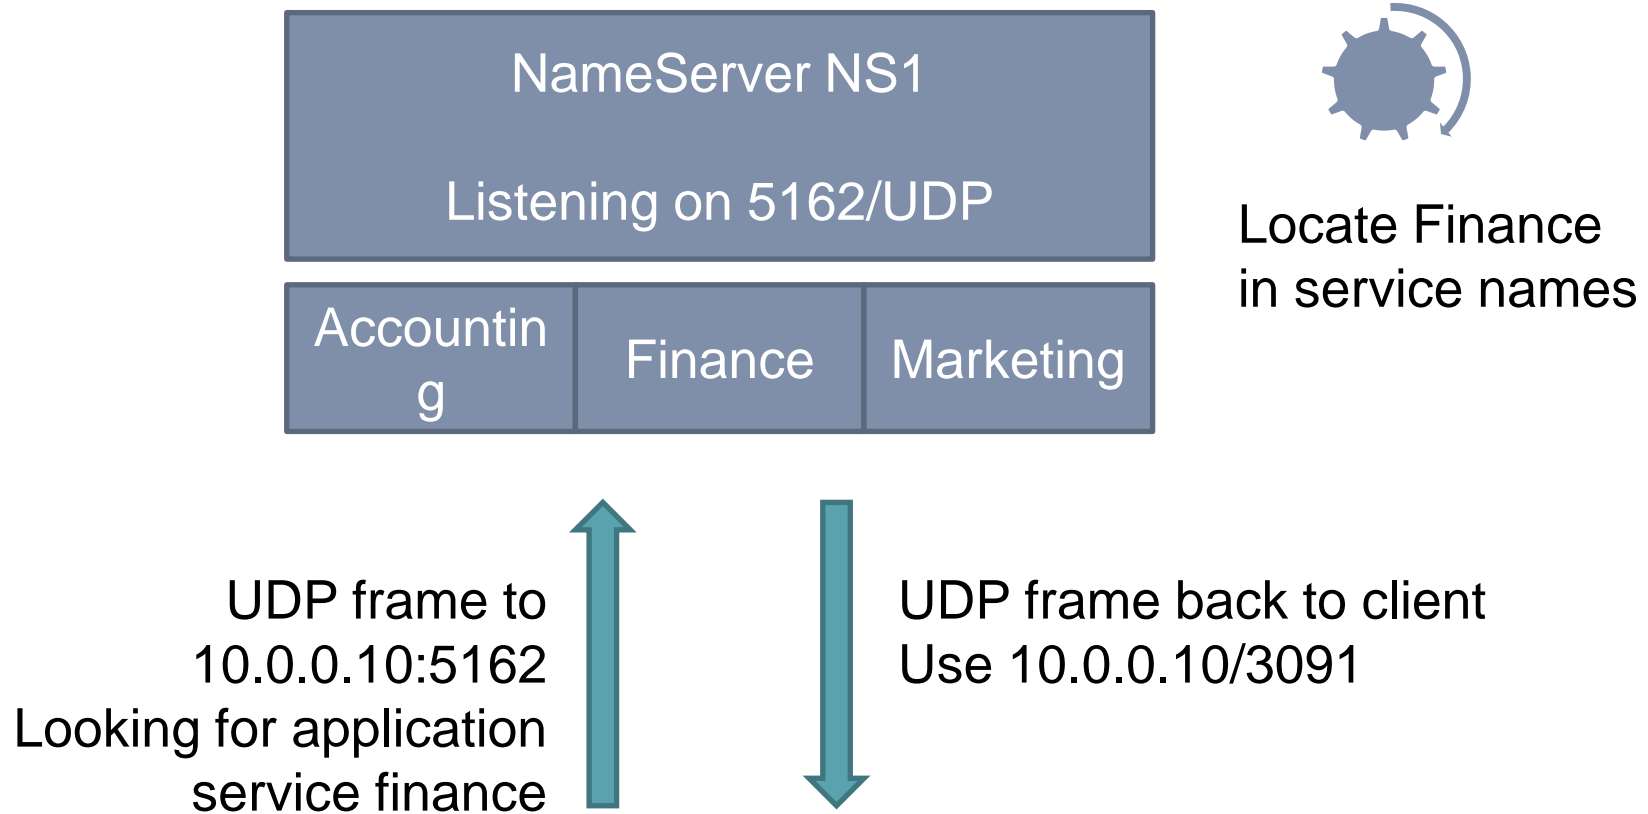 NameServer NS1
Listening on 5162/UDP
Locate Finance
in service names
Accountin
g
Finance
Marketing
UDP frame to
10.0.0.10:5162
Looking for application
service finance
UDP frame back to client
Use 10.0.0.10/3091